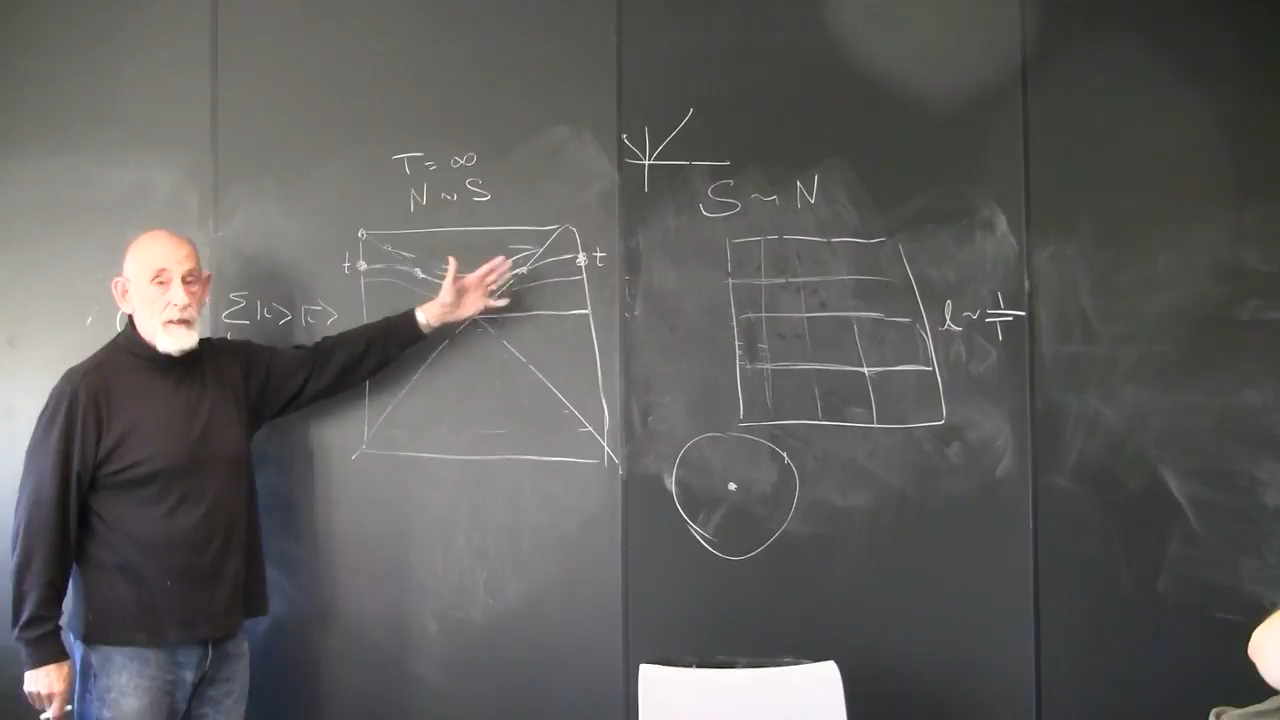 T = ∞
N ~ S
t
t
S ~ N
l ~ 1/T